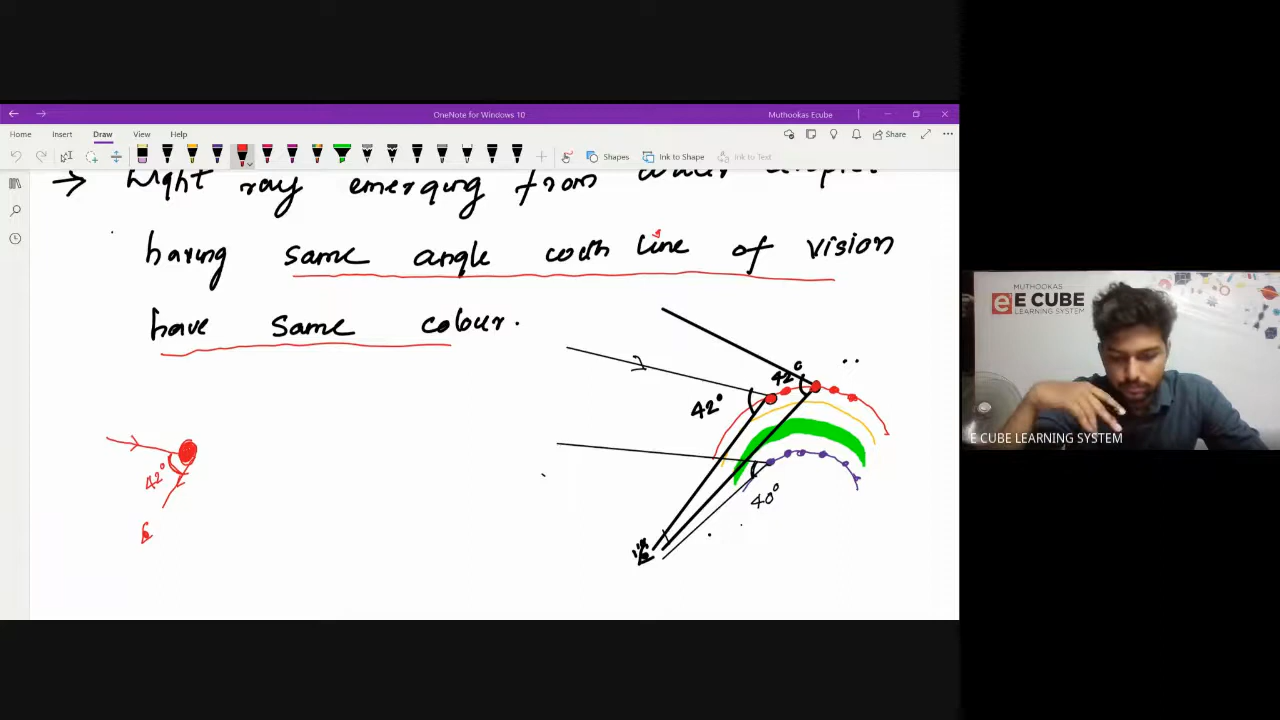 OneNote for Windows 10
Muthookas Ecube
Home Insert Draw View Help
Share
Shapes Ink to Shape Ink to Text
→ Light ray emerging from water droplet
having same angle with line of vision
have same colour.
42°
42°
40°
42°
MUTHOOKAS
e E CUBE
LEARNING SYSTEM
E CUBE LEARNING SYSTEM